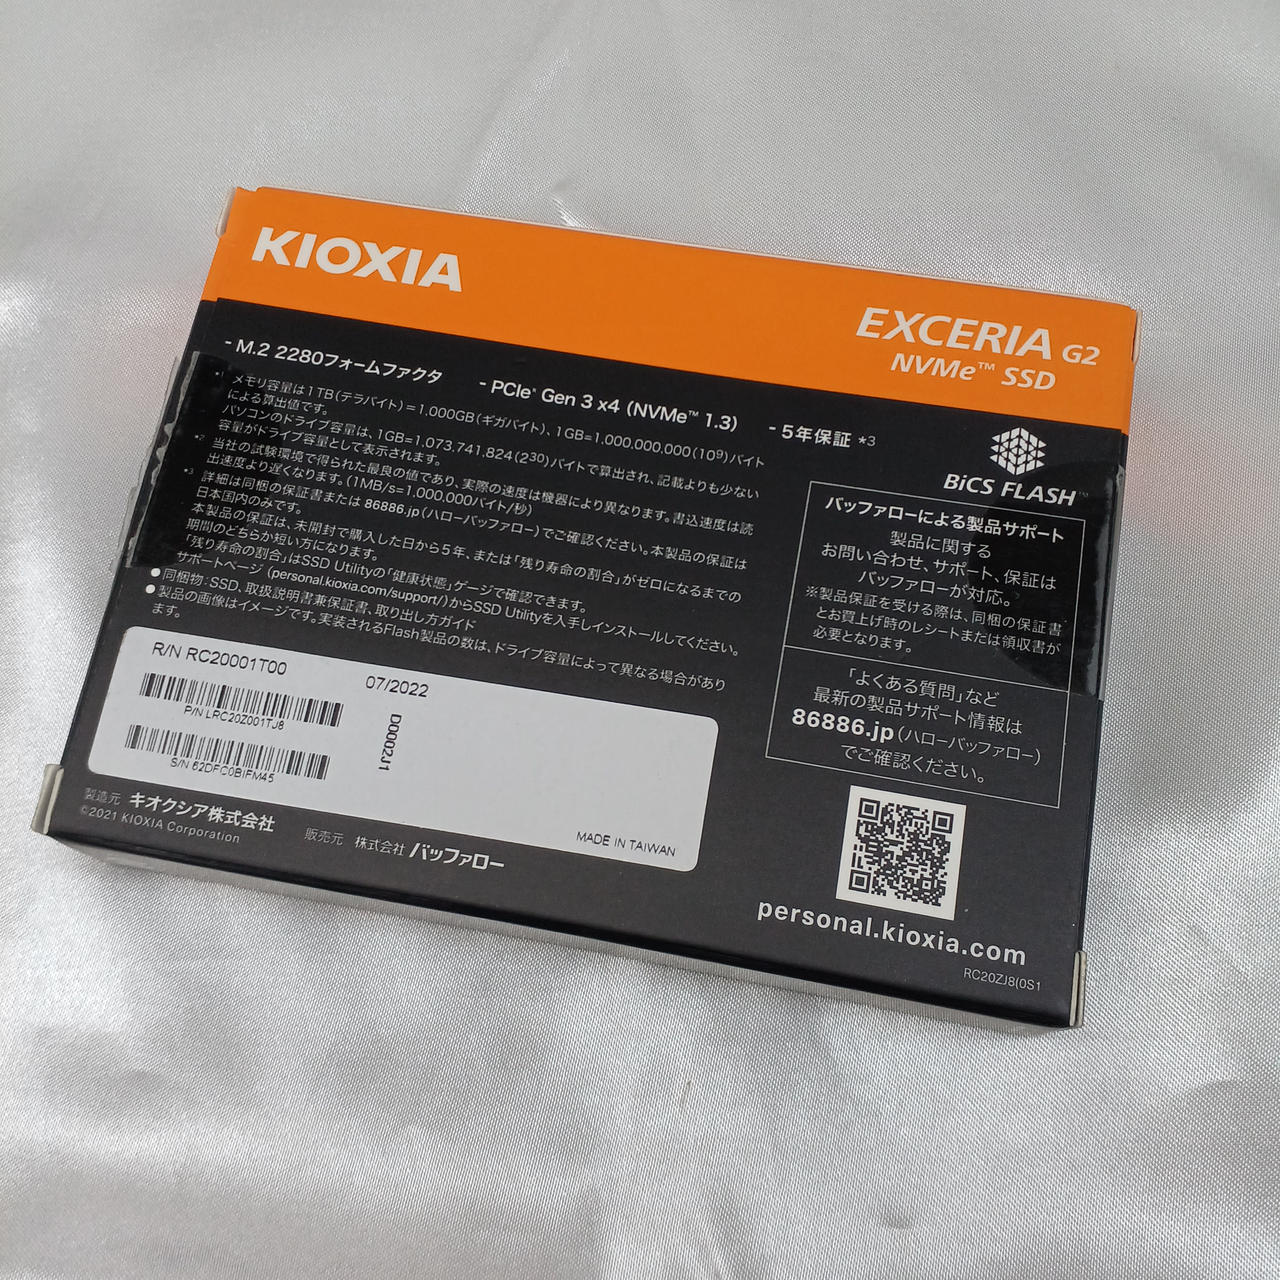 KIOXIA
EXCERIA G2
NVMe™ SSD
- M.2 2280フォームファクタ
- PCIe® Gen 3 x4 (NVMe™ 1.3)
- 5年保証 *3
*1 メモリ容量は1TB(テラバイト)=1,000GB(ギガバイト)、1GB=1,000,000,000(10⁹)バイト
による算出値です。
パソコンのドライブ容量は、1GB=1,073,741,824(2³⁰)バイトで算出され、記載よりも少ない
容量がドライブ容量として表示されます。
*2 当社の試験環境で得られた最良の値であり、実際の速度は機器により異なります。書込速度は読
出速度より遅くなります。(1MB/s=1,000,000バイト/秒)
*3 詳細は同梱の保証書または 86886.jp(ハローバッファロー)でご確認ください。本製品の保証は
日本国内のみです。
本製品の保証は、未開封で購入した日から5年、または「残り寿命の割合」がゼロになるまでの
期間のどちらか短い方になります。
「残り寿命の割合」はSSD Utilityの「健康状態」ゲージで確認できます。
サポートページ (personal.kioxia.com/support/)からSSD Utilityを入手しインストールしてください。
●同梱物:SSD、取扱説明書兼保証書、取り出し方ガイド
●製品の画像はイメージです。実装されるFlash製品の数は、ドライブ容量によって異なる場合があり
ます。
BiCS FLASH™
バッファローによる製品サポート
製品に関する
お問い合わせ、サポート、保証は
バッファローが対応。
※製品保証を受ける際は、同梱の保証書
とお買上げ時のレシートまたは領収書が
必要となります。
「よくある質問」など
最新の製品サポート情報は
86886.jp(ハローバッファロー)
でご確認ください。
R/N RC20001T00
07/2022
P/N LRC20Z001TJ8
D0002J1
S/N 62DFC0BIFM45
MADE IN TAIWAN
製造元 キオクシア株式会社
©2021 KIOXIA Corporation
販売元 株式会社 バッファロー
personal.kioxia.com
RC20ZJ8(0S1